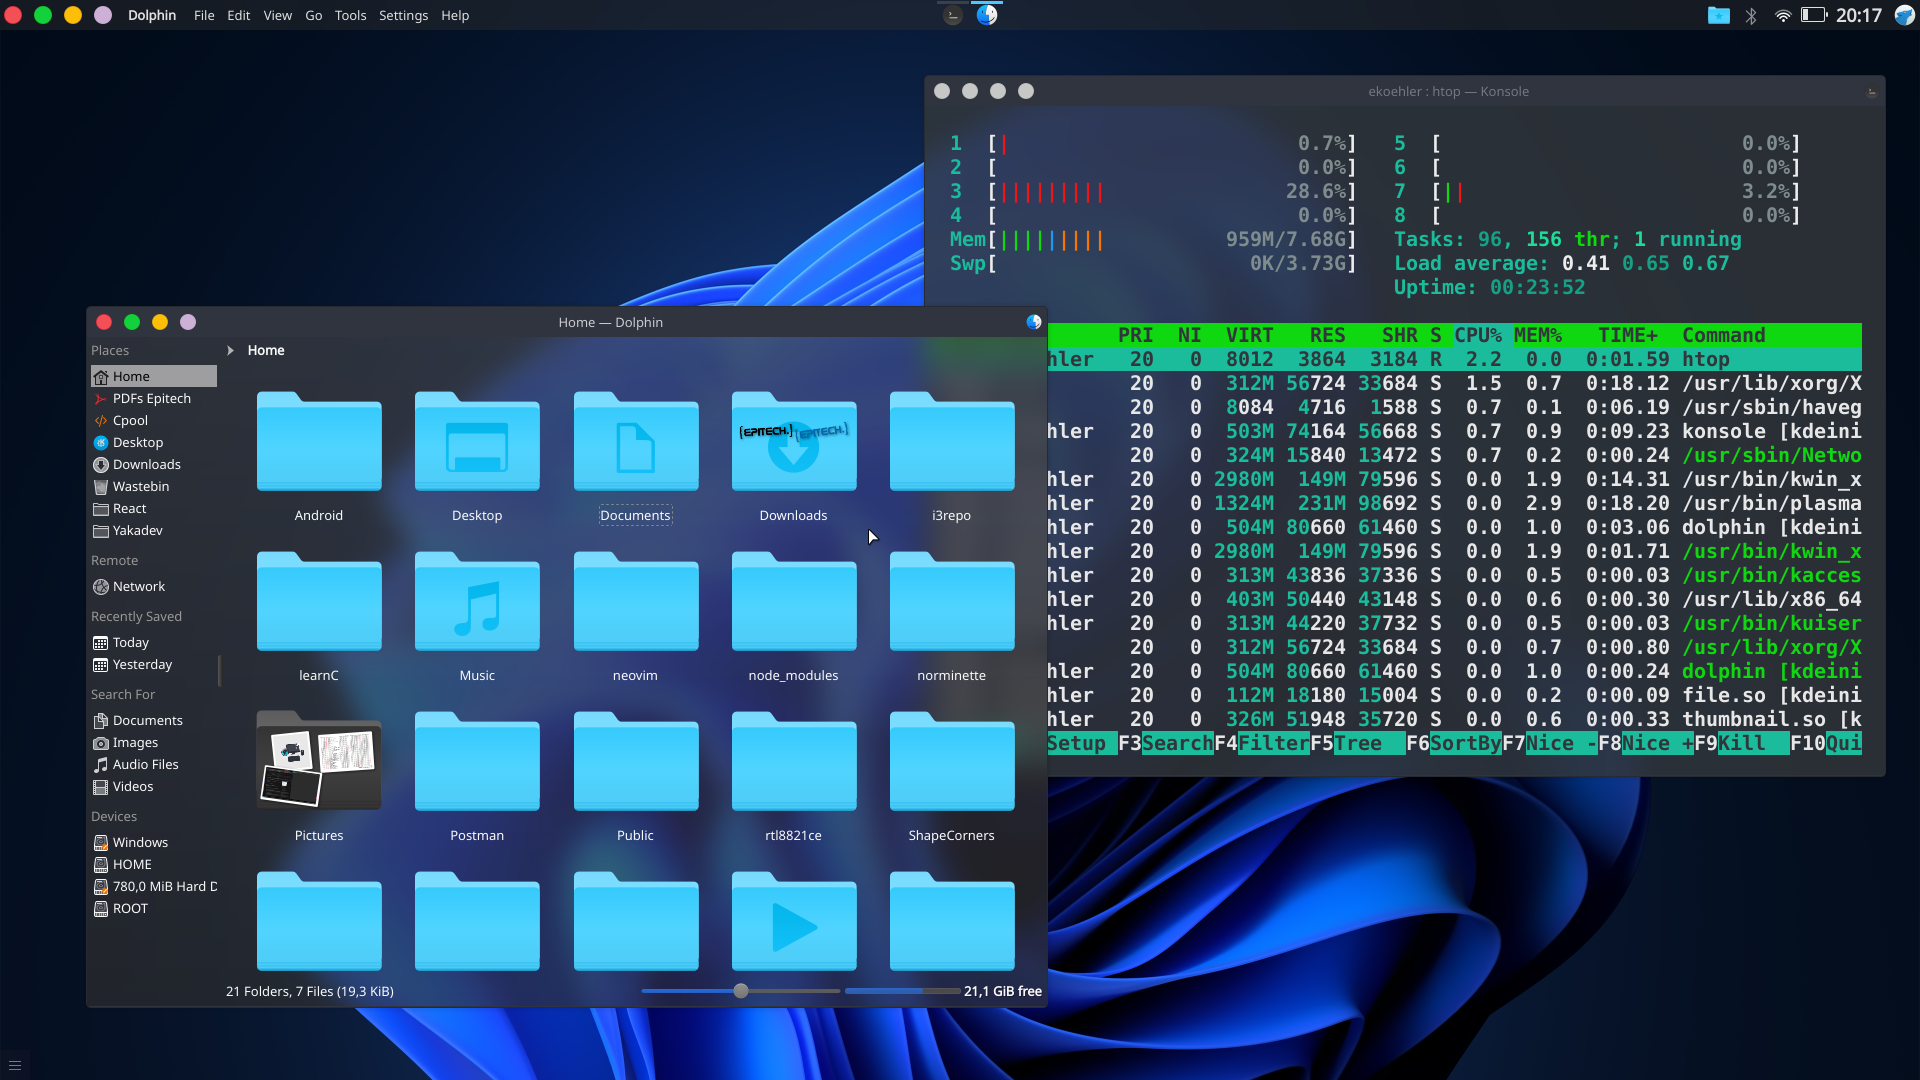 Dolphin File Edit View Go Tools Settings Help
20:17
ekoehler : htop — Konsole
1 [| 0.7%] 5 [ 0.0%]
2 [ 0.0%] 6 [ 0.0%]
3 [||||||||| 28.6%] 7 [|| 3.2%]
4 [ 0.0%] 8 [ 0.0%]
Mem[||||||||| 959M/7.68G] Tasks: 96, 156 thr; 1 running
Swp[ 0K/3.73G] Load average: 0.41 0.65 0.67
Uptime: 00:23:52
PRI NI VIRT RES SHR S CPU% MEM% TIME+ Command
hler 20 0 8012 3864 3184 R 2.2 0.0 0:01.59 htop
20 0 312M 56724 33684 S 1.5 0.7 0:18.12 /usr/lib/xorg/X
20 0 8084 4716 1588 S 0.7 0.1 0:06.19 /usr/sbin/haveg
hler 20 0 503M 74164 56668 S 0.7 0.9 0:09.23 konsole [kdeini
20 0 324M 15840 13472 S 0.7 0.2 0:00.24 /usr/sbin/Netwo
hler 20 0 2980M 149M 79596 S 0.0 1.9 0:14.31 /usr/bin/kwin_x
hler 20 0 1324M 231M 98692 S 0.0 2.9 0:18.20 /usr/bin/plasma
hler 20 0 504M 80660 61460 S 0.0 1.0 0:03.06 dolphin [kdeini
hler 20 0 2980M 149M 79596 S 0.0 1.9 0:01.71 /usr/bin/kwin_x
hler 20 0 313M 43836 37336 S 0.0 0.5 0:00.03 /usr/bin/kacces
hler 20 0 403M 50440 43148 S 0.0 0.6 0:00.30 /usr/lib/x86_64
hler 20 0 313M 44220 37732 S 0.0 0.5 0:00.03 /usr/bin/kuiser
20 0 312M 56724 33684 S 0.0 0.7 0:00.80 /usr/lib/xorg/X
hler 20 0 504M 80660 61460 S 0.0 1.0 0:00.24 dolphin [kdeini
hler 20 0 112M 18180 15004 S 0.0 0.2 0:00.09 file.so [kdeini
hler 20 0 326M 51948 35720 S 0.0 0.6 0:00.33 thumbnail.so [k
Setup F3Search F4Filter F5Tree F6SortBy F7Nice - F8Nice + F9Kill F10Qui
Home — Dolphin
Places
Home
PDFs Epitech
Cpool
Desktop
Downloads
Wastebin
React
Yakadev
Remote
Network
Recently Saved
Today
Yesterday
Search For
Documents
Images
Audio Files
Videos
Devices
Windows
HOME
780,0 MiB Hard D
ROOT
Home
{EPITECH.} {EPITECH.}
Android Desktop Documents Downloads i3repo
learnC Music neovim node_modules norminette
Pictures Postman Public rtl8821ce ShapeCorners
21 Folders, 7 Files (19,3 KiB)
21,1 GiB free